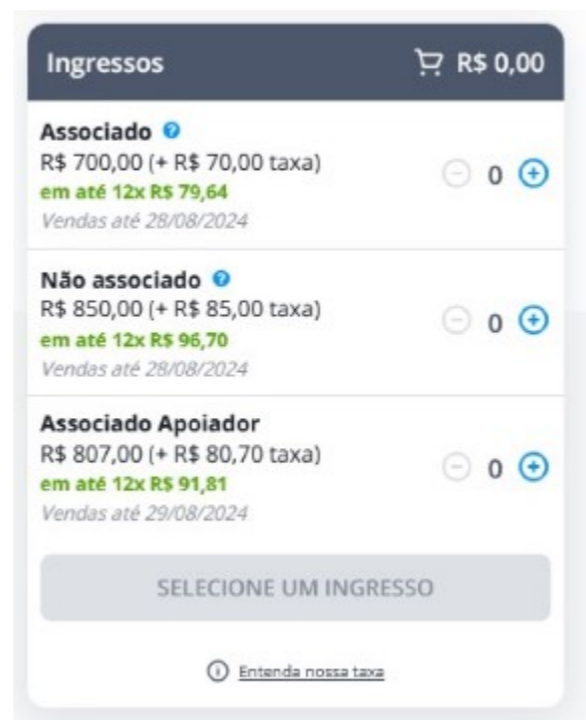 Ingressos R$ 0,00
Associado ?
R$ 700,00 (+ R$ 70,00 taxa)
em até 12x R$ 79,64
Vendas até 28/08/2024
0
Não associado ?
R$ 850,00 (+ R$ 85,00 taxa)
em até 12x R$ 96,70
Vendas até 28/08/2024
0
Associado Apoiador
R$ 807,00 (+ R$ 80,70 taxa)
em até 12x R$ 91,81
Vendas até 29/08/2024
0
SELECIONE UM INGRESSO
Entenda nossa taxa